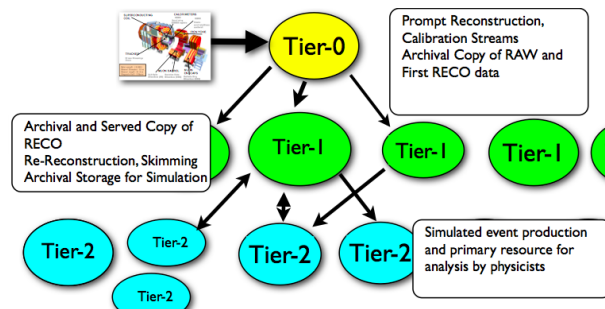 Tier-0
Prompt Reconstruction,
Calibration Streams
Archival Copy of RAW and
First RECO data
Archival and Served Copy of
RECO
Re-Reconstruction, Skimming
Archival Storage for Simulation
Tier-1
Tier-1
Tier-1
Tier-2
Tier-2
Tier-2
Tier-2
Tier-2
Simulated event production
and primary resource for
analysis by physicists